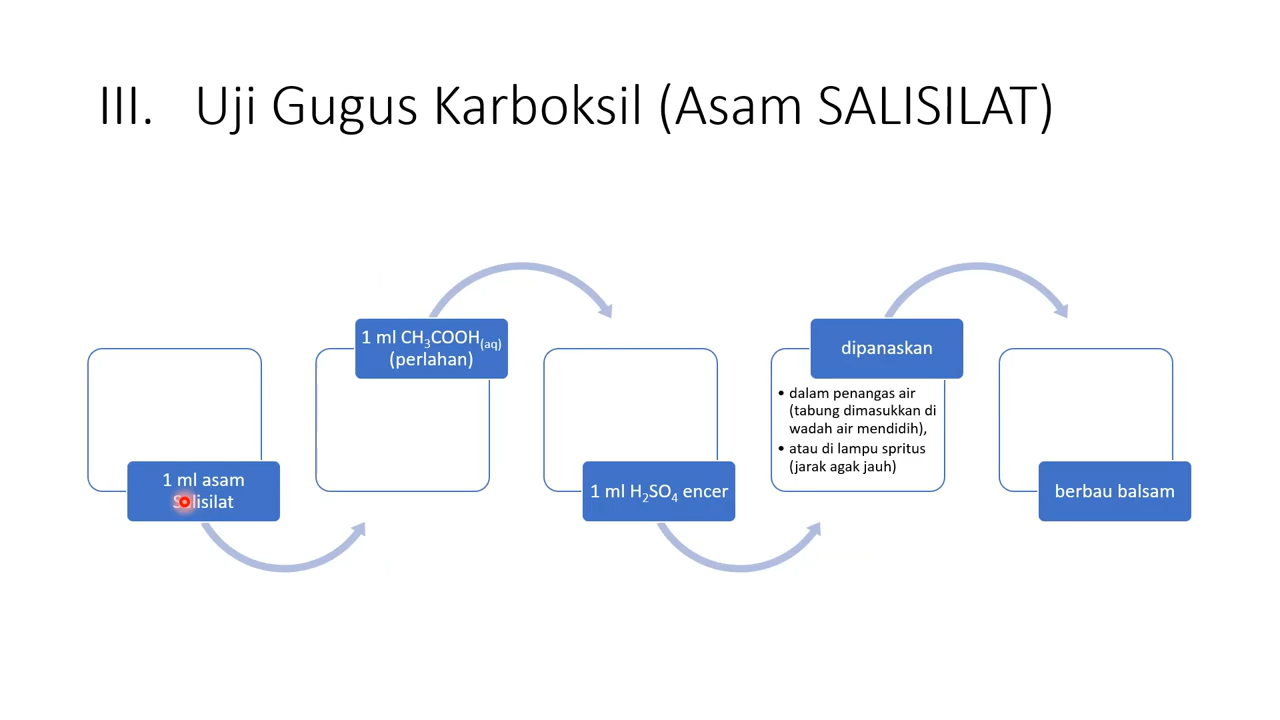 III. Uji Gugus Karboksil (Asam SALISILAT)
1 ml asam
Salisilat
1 ml CH₃COOH₍aq₎
(perlahan)
1 ml H₂SO₄ encer
dipanaskan
• dalam penangas air
(tabung dimasukkan di
wadah air mendidih),
• atau di lampu spritus
(jarak agak jauh)
berbau balsam